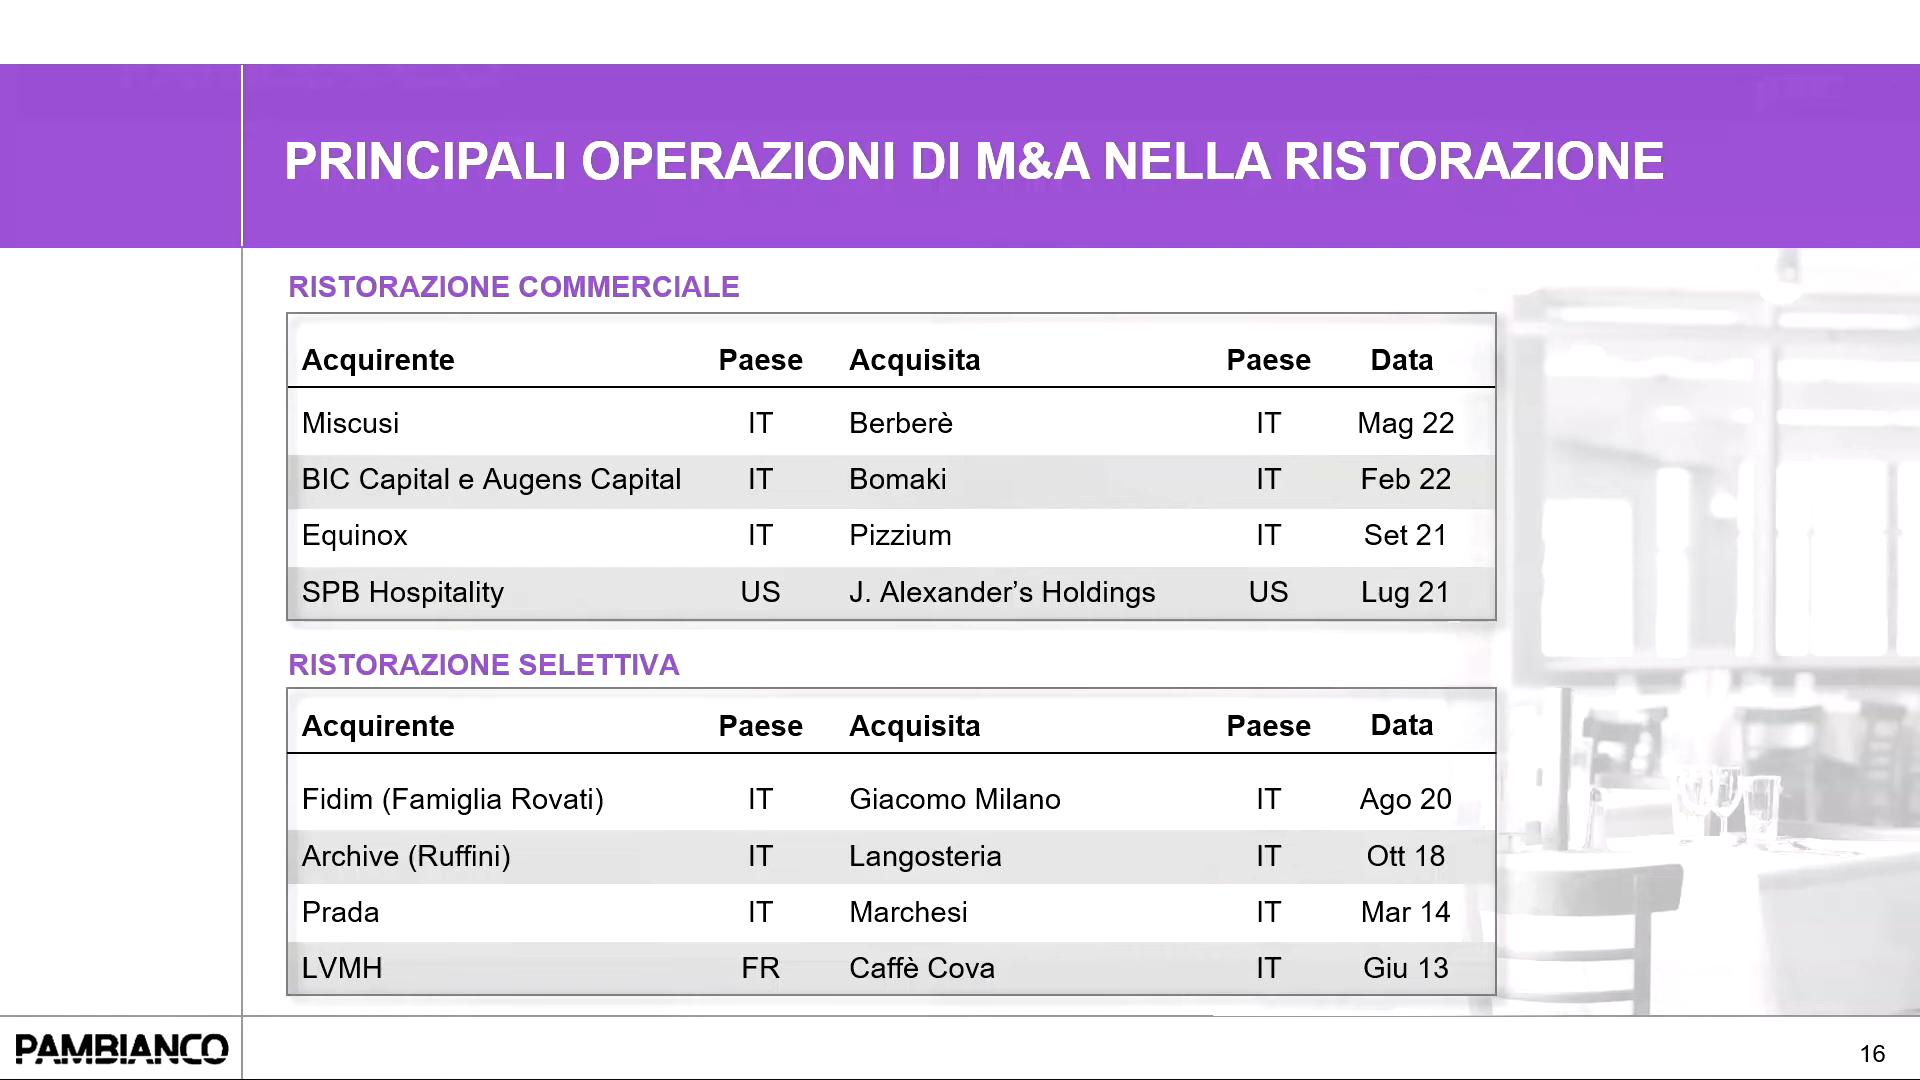 PRINCIPALI OPERAZIONI DI M&A NELLA RISTORAZIONE
RISTORAZIONE COMMERCIALE
Acquirente Paese Acquisita Paese Data
Miscusi IT Berberè IT Mag 22
BIC Capital e Augens Capital IT Bomaki IT Feb 22
Equinox IT Pizzium IT Set 21
SPB Hospitality US J. Alexander’s Holdings US Lug 21
RISTORAZIONE SELETTIVA
Acquirente Paese Acquisita Paese Data
Fidim (Famiglia Rovati) IT Giacomo Milano IT Ago 20
Archive (Ruffini) IT Langosteria IT Ott 18
Prada IT Marchesi IT Mar 14
LVMH FR Caffè Cova IT Giu 13
PAMBIANCO
16